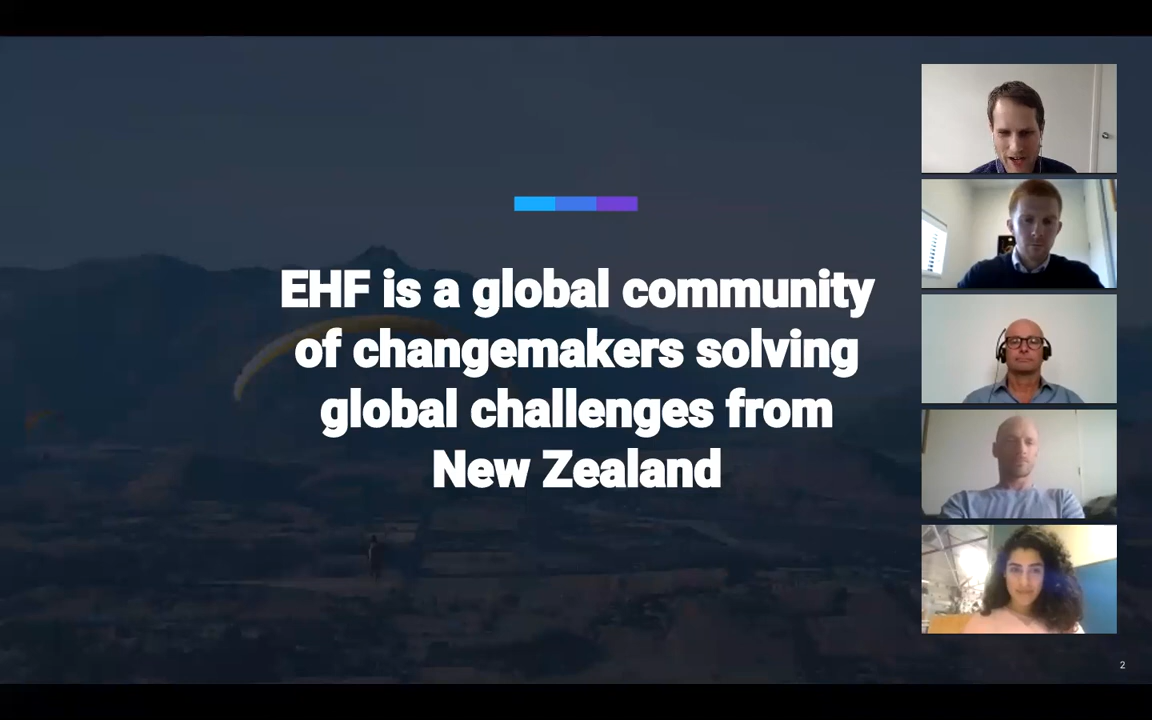 EHF is a global community
of changemakers solving
global challenges from
New Zealand
2